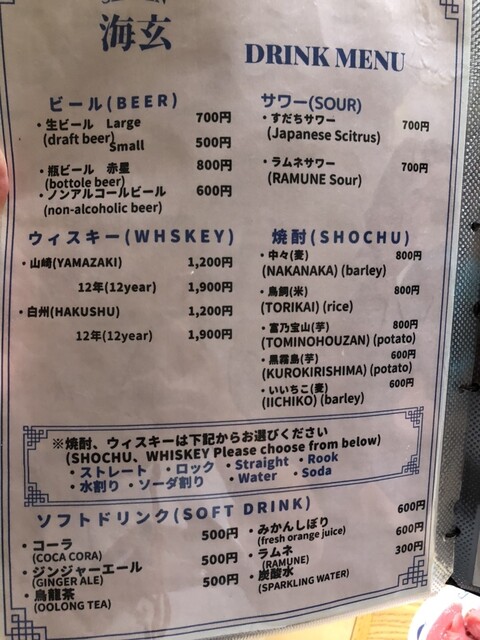 海玄
DRINK MENU
ビール(BEER)
・生ビール Large 700円
(draft beer)
Small 500円
・瓶ビール 赤星 800円
(bottole beer)
・ノンアルコールビール 600円
(non-alcoholic beer)
サワー(SOUR)
・すだちサワー 700円
(Japanese Scitrus)
・ラムネサワー 700円
(RAMUNE Sour)
ウィスキー(WHSKEY)
・山崎(YAMAZAKI) 1,200円
12年(12year) 1,900円
・白州(HAKUSHU) 1,200円
12年(12year) 1,900円
焼酎(SHOCHU)
・中々(麦) 800円
(NAKANAKA) (barley)
・鳥飼(米) 800円
(TORIKAI) (rice)
・富乃宝山(芋) 800円
(TOMINOHOUZAN) (potato)
・黒霧島(芋) 600円
(KUROKIRISHIMA) (potato)
・いいちこ(麦) 600円
(IICHIKO) (barley)
※焼酎、ウィスキーは下記からお選びください
(SHOCHU、WHISKEY Please choose from below)
・ストレート ・ロック ・Straight ・Rook
・水割り ・ソーダ割り ・Water ・Soda
ソフトドリンク(SOFT DRINK)
・コーラ 500円
(COCA CORA)
・ジンジャーエール 500円
(GINGER ALE)
・烏龍茶 500円
(OOLONG TEA)
・みかんしぼり 600円
(fresh orange juice)
・ラムネ 600円
(RAMUNE)
・炭酸水 300円
(SPARKLING WATER)